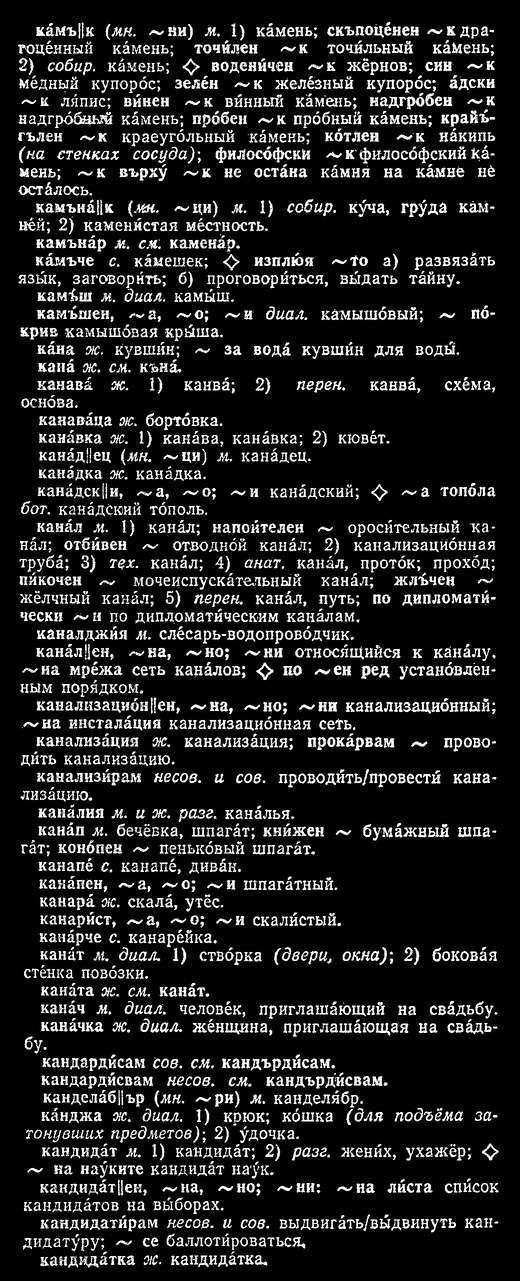 ка́мъ||к (мн. ~ни) м. 1) ка́мень; скъпоце́нен ~к дра-
гоце́нный ка́мень; точи́лен ~к точи́льный ка́мень;
2) собир. ка́мень; ◇ водени́чен ~к жёрнов; син ~к
ме́дный купоро́с; зеле́н ~к желе́зный купоро́с; а́дски
~к ля́пис; ви́нен ~к ви́нный ка́мень; надгро́бен ~к
надгро́бный ка́мень; про́бен ~к про́бный ка́мень; крайъ́-
гълен ~к краеуго́льный ка́мень; ко́тлен ~к на́кипь
(на стенках сосуда); филосо́фски ~к филосо́фский ка́-
мень; ~к върху́ ~к не оста́на ка́мня на ка́мне не
оста́лось.
камъна́||к (мн. ~ци) м. 1) собир. ку́ча, гру́да кам-
не́й; 2) камени́стая ме́стность.
камъна́р м. см. камена́р.
ка́мъче с. ка́мешек; ◇ изплю́я ~то а) развяза́ть
язы́к, заговори́ть; б) проговори́ться, вы́дать та́йну.
камъ́ш м. диал. камы́ш.
камъ́шен, ~а, ~о; ~и диал. камышо́вый; ~ по́-
крив камышо́вая кры́ша.
ка́на ж. кувши́н; ~ за вода́ кувши́н для воды́.
кана́ ж. см. къна́.
канава́ ж. 1) канва́; 2) перен. канва́, схе́ма,
осно́ва.
канава́ца ж. борто́вка.
кана́вка ж. 1) кана́ва, кана́вка; 2) кюве́т.
кана́д||ец (мн. ~ци) м. кана́дец.
кана́дка ж. кана́дка.
кана́дск||и, ~а, ~о; ~и кана́дский; ◇ ~а топо́ла
бот. кана́дский то́поль.
кана́л м. 1) кана́л; напои́телен ~ ороси́тельный ка-
на́л; отби́вен ~ отводно́й кана́л; 2) канализацио́нная
труба́; 3) тех. кана́л; 4) анат. кана́л, прото́к; прохо́д;
пи́кочен ~ мочеиспуска́тельный кана́л; жлъ́чен ~
жёлчный кана́л; 5) перен. кана́л, путь; по дипломати́-
чески ~и по дипломати́ческим кана́лам.
каналджи́я м. сле́сарь-водопрово́дчик.
кана́л||ен, ~на, ~но; ~ни относя́щийся к кана́лу,
~на мре́жа сеть кана́лов; ◇ по ~ен ред устано́влен-
ным поря́дком.
канализацио́н||ен, ~на, ~но; ~ни канализацио́нный;
~на инстала́ция канализацио́нная сеть.
канализа́ция ж. канализа́ция; прока́рвам ~ прово-
ди́ть канализа́цию.
канализи́рам несов. и сов. проводи́ть/провести́ кана-
лиза́цию.
кана́лия м. и ж. разг. кана́лья.
кана́п м. бечёвка, шпага́т; кни́жен ~ бума́жный шпа-
га́т; коно́пен ~ пенько́вый шпага́т.
канапе́ с. канапе́, дива́н.
кана́пен, ~а, ~о; ~и шпага́тный.
канара́ ж. скала́, утёс.
канари́ст, ~а, ~о; ~и скали́стый.
кана́рче с. канаре́йка.
кана́т м. диал. 1) ство́рка (двери, окна); 2) бокова́я
сте́нка пово́зки.
кана́та ж. см. кана́т.
кана́ч м. диал. челове́к, приглаша́ющий на сва́дьбу.
кана́чка ж. диал. же́нщина, приглаша́ющая на свадь-
бу.
кандарди́сам сов. см. кандърди́сам.
кандарди́свам несов. см. кандърди́свам.
канделáб||ър (мн. ~ри) м. канделя́бр.
ка́нджа ж. диал. 1) крюк; ко́шка (для подъёма за-
тонувших предметов); 2) у́дочка.
кандида́т м. 1) кандида́т; 2) разг. жени́х, ухажёр; ◇
~ на нау́ките кандида́т нау́к.
кандида́т||ен, ~на, ~но; ~ни: ~на ли́ста спи́сок
кандида́тов на вы́борах.
кандидати́рам несов. и сов. выдвига́ть/вы́двинуть кан-
дидату́ру; ~ се баллоти́роваться.
кандида́тка ж. кандида́тка.